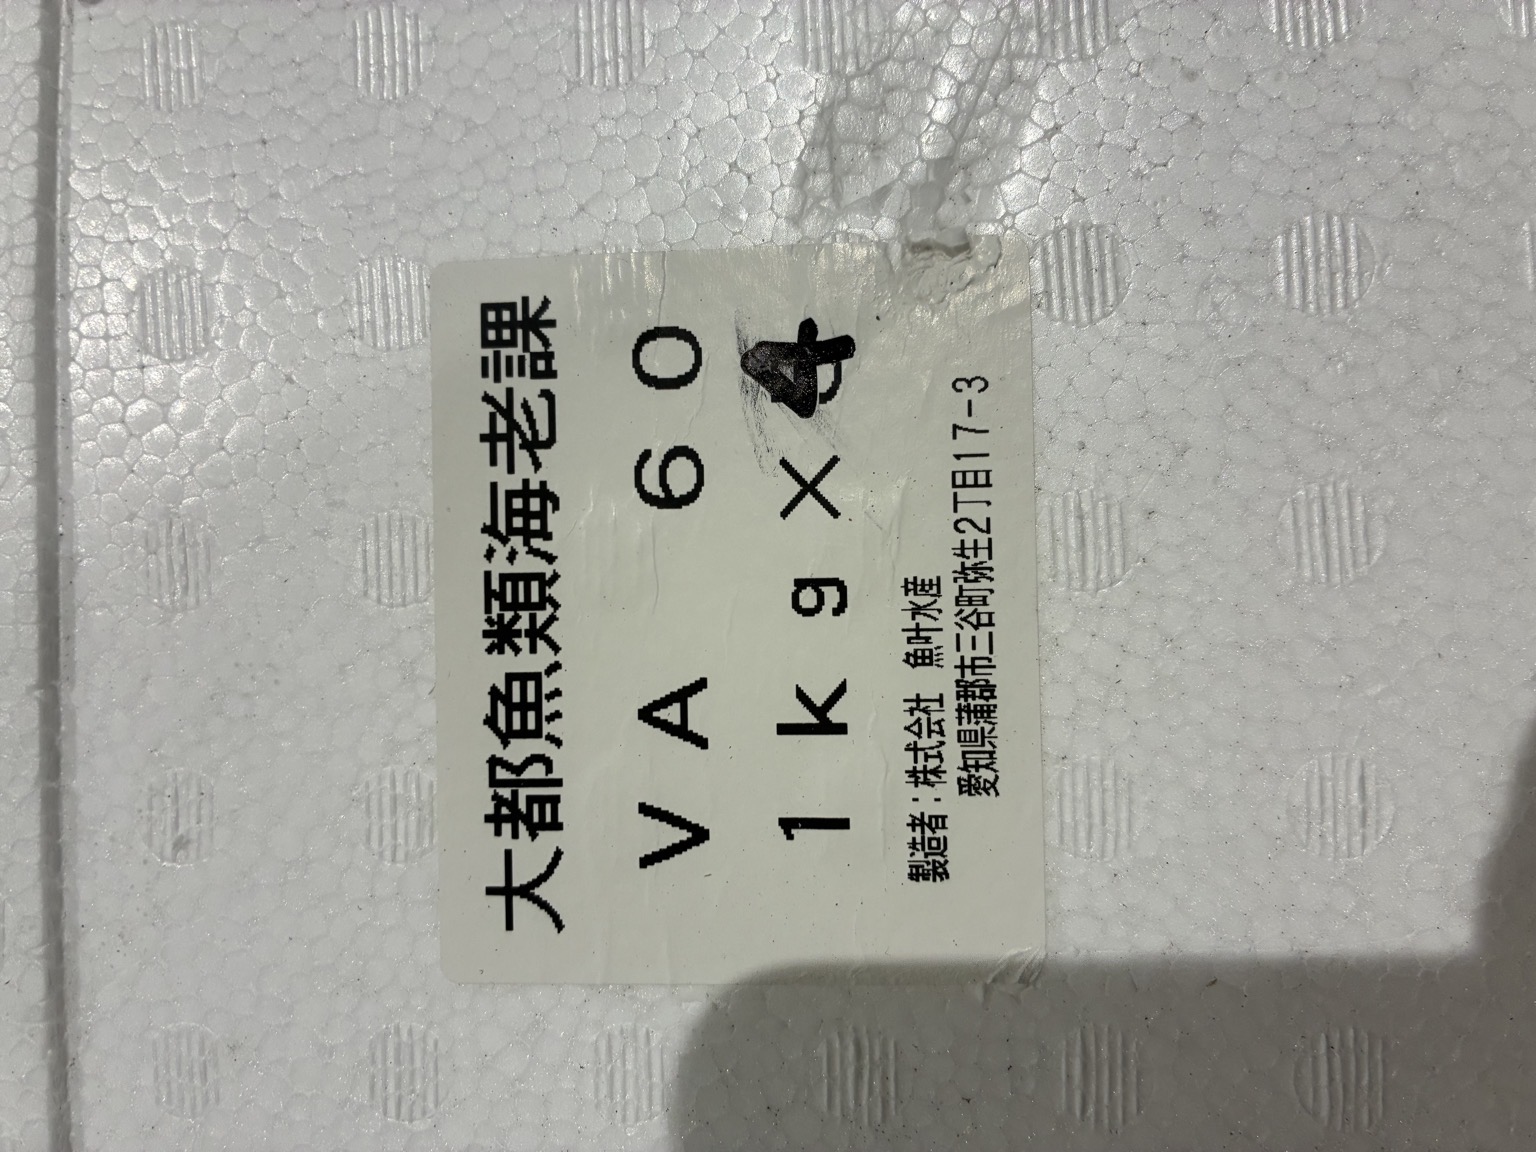 大都魚類海老課
VA 60
1kg×4
製造者：株式会社 魚叶水産
愛知県蒲郡市三谷町弥生2丁目17-3